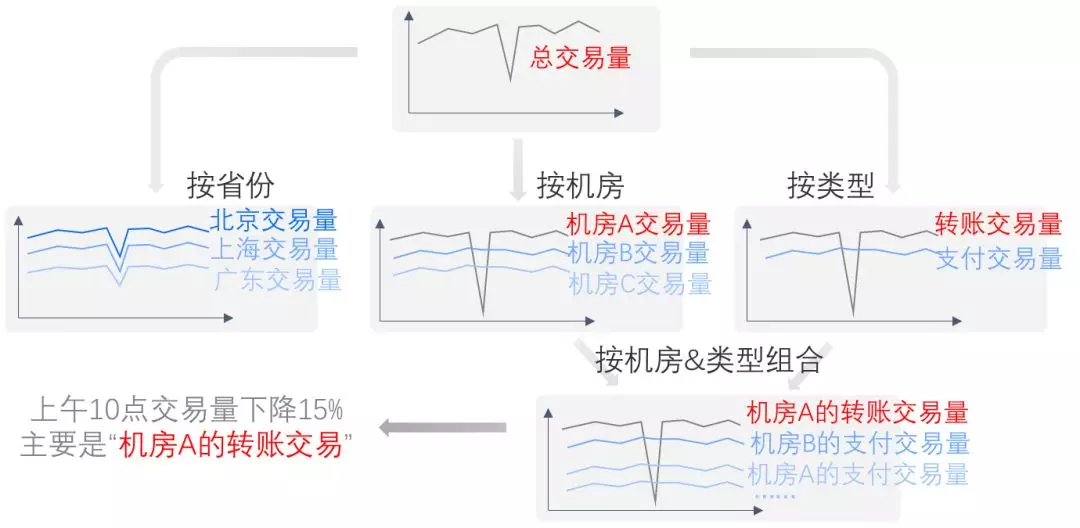 总交易量
按省份
按机房
按类型
北京交易量
上海交易量
广东交易量
机房A交易量
机房B交易量
机房C交易量
转账交易量
支付交易量
按机房&类型组合
机房A的转账交易量
机房B的支付交易量
机房A的支付交易量
······
上午10点交易量下降15%
主要是“机房A的转账交易”